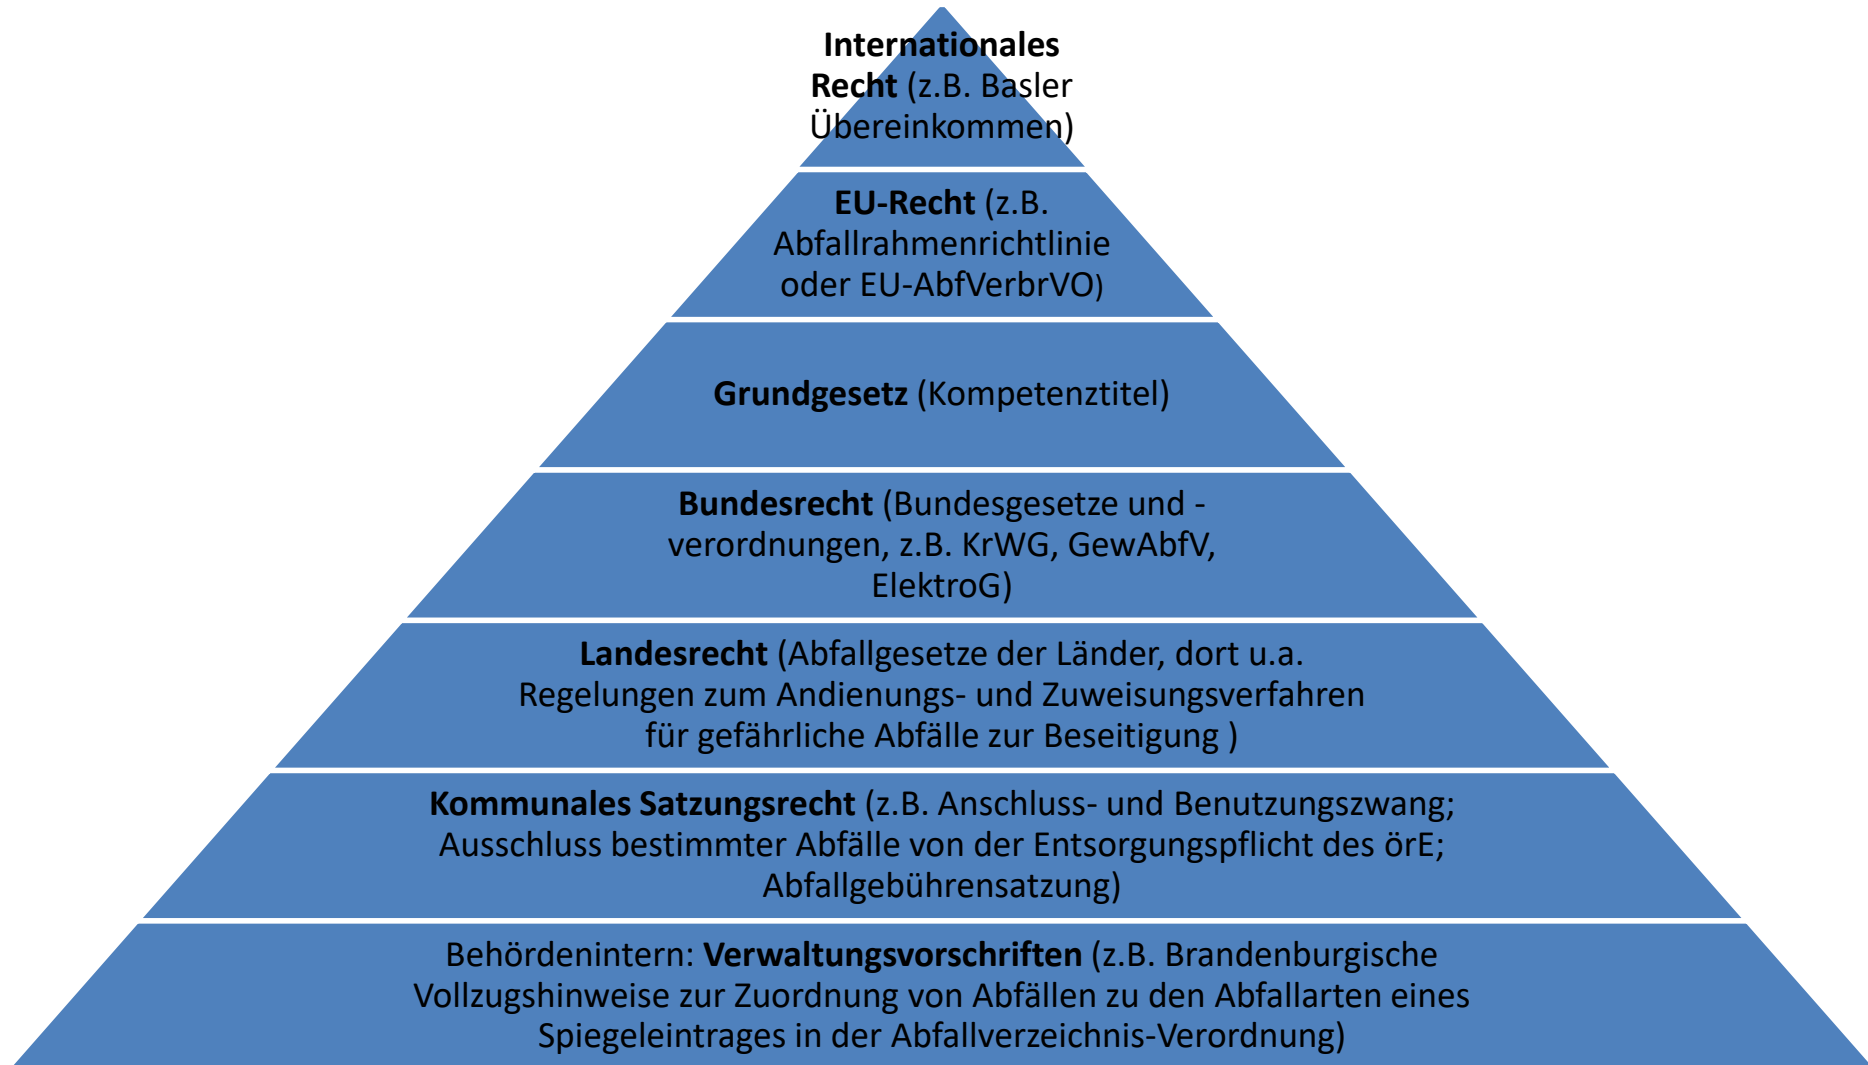 Internationales
Recht (z.B. Basler
Übereinkommen)
EU-Recht (z.B.
Abfallrahmenrichtlinie
oder EU-AbfVerbrVO)
Grundgesetz (Kompetenztitel)
Bundesrecht (Bundesgesetze und -
verordnungen, z.B. KrWG, GewAbfV,
ElektroG)
Landesrecht (Abfallgesetze der Länder, dort u.a.
Regelungen zum Andienungs- und Zuweisungsverfahren
für gefährliche Abfälle zur Beseitigung )
Kommunales Satzungsrecht (z.B. Anschluss- und Benutzungszwang;
Ausschluss bestimmter Abfälle von der Entsorgungspflicht des örE;
Abfallgebührensatzung)
Behördenintern: Verwaltungsvorschriften (z.B. Brandenburgische
Vollzugshinweise zur Zuordnung von Abfällen zu den Abfallarten eines
Spiegeleintrages in der Abfallverzeichnis-Verordnung)